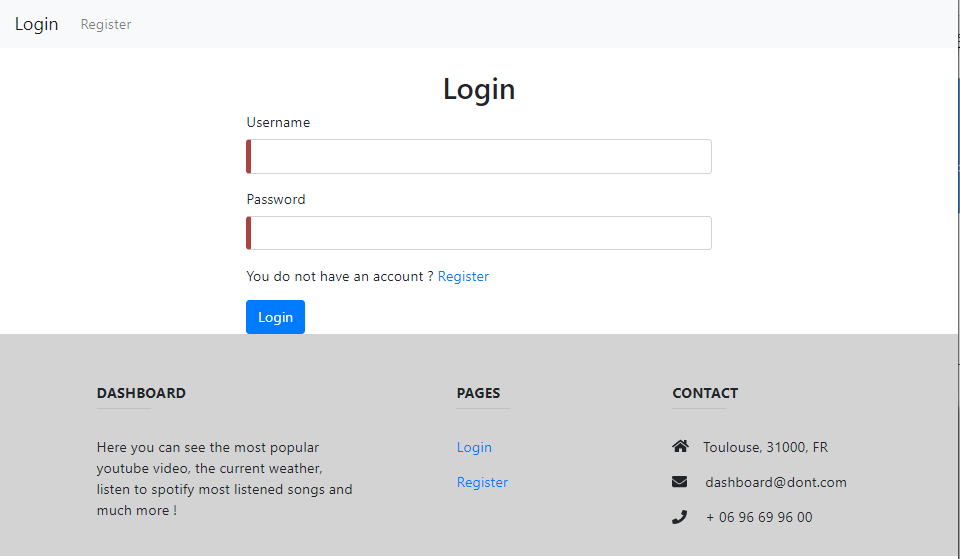 Login Register
Login
Username
Password
You do not have an account ? Register
Login
DASHBOARD
Here you can see the most popular
youtube video, the current weather,
listen to spotify most listened songs and
much more !
PAGES
Login
Register
CONTACT
Toulouse, 31000, FR
dashboard@dont.com
+ 06 96 69 96 00